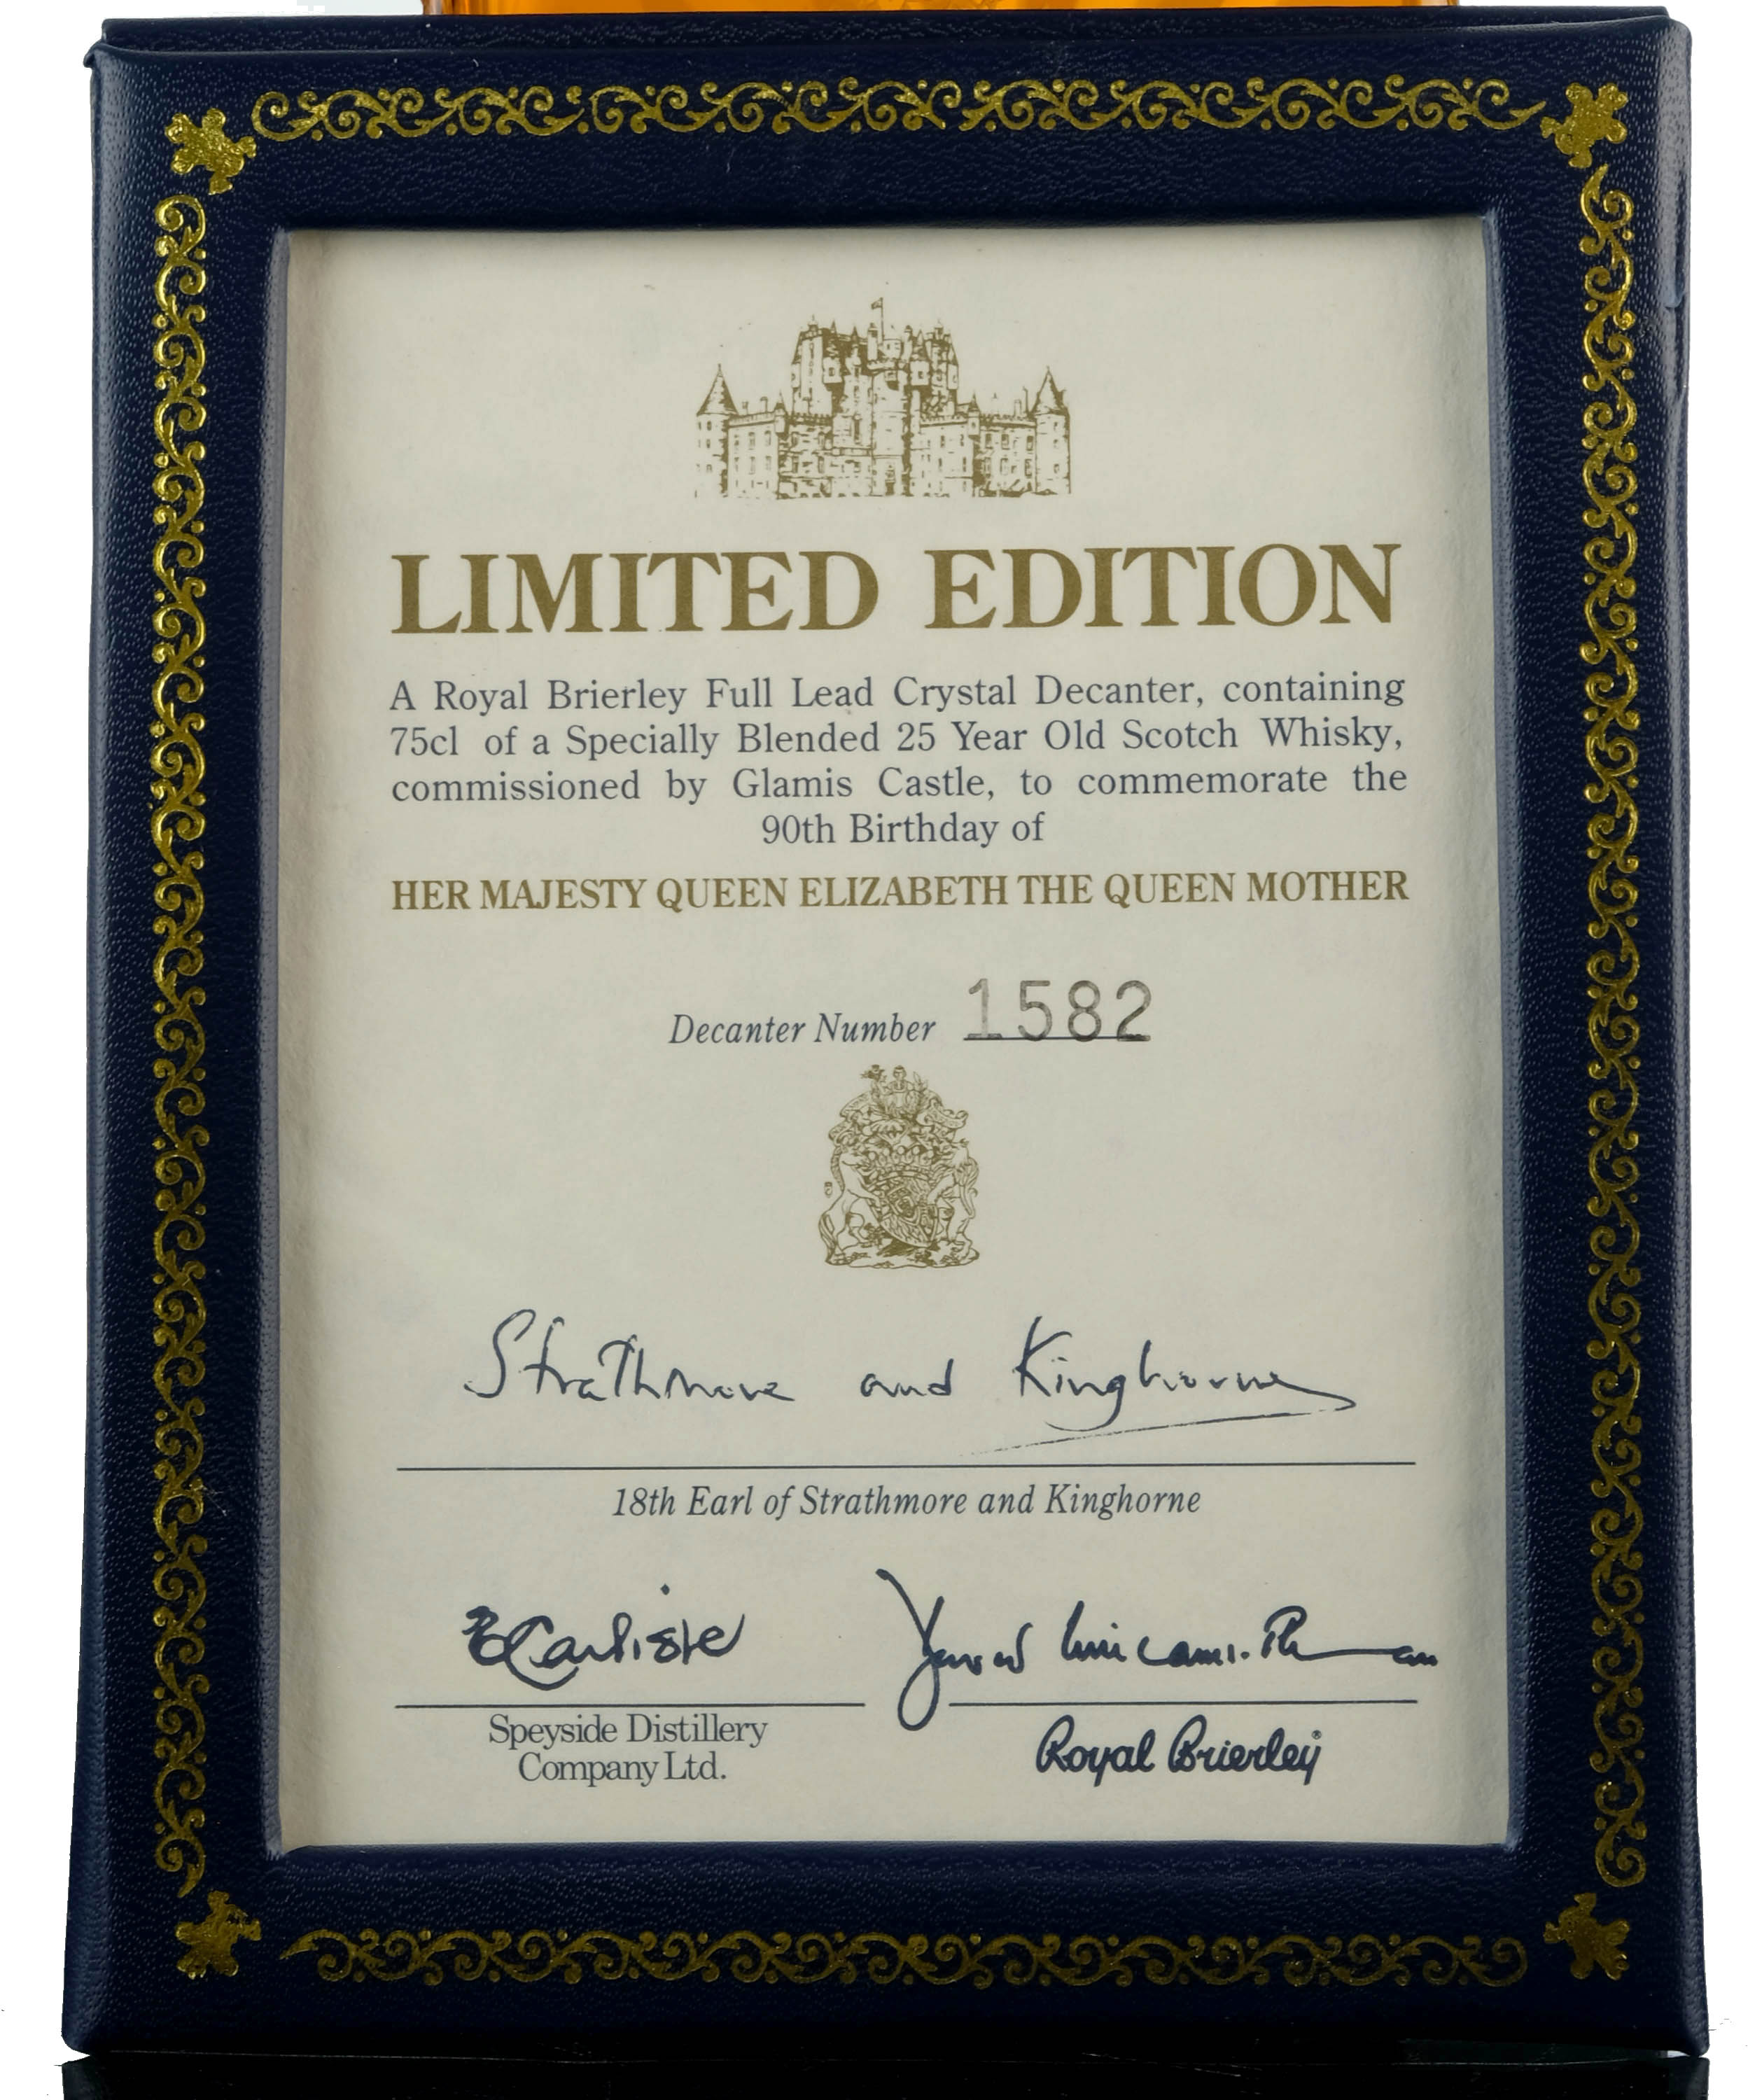 LIMITED EDITION
A Royal Brierley Full Lead Crystal Decanter, containing
75cl of a Specially Blended 25 Year Old Scotch Whisky,
commissioned by Glamis Castle, to commemorate the
90th Birthday of
HER MAJESTY QUEEN ELIZABETH THE QUEEN MOTHER
Decanter Number 1582
Strathmore and Kinghorne
18th Earl of Strathmore and Kinghorne
Carlisle
Speyside Distillery
Company Ltd.
Royal Brierley